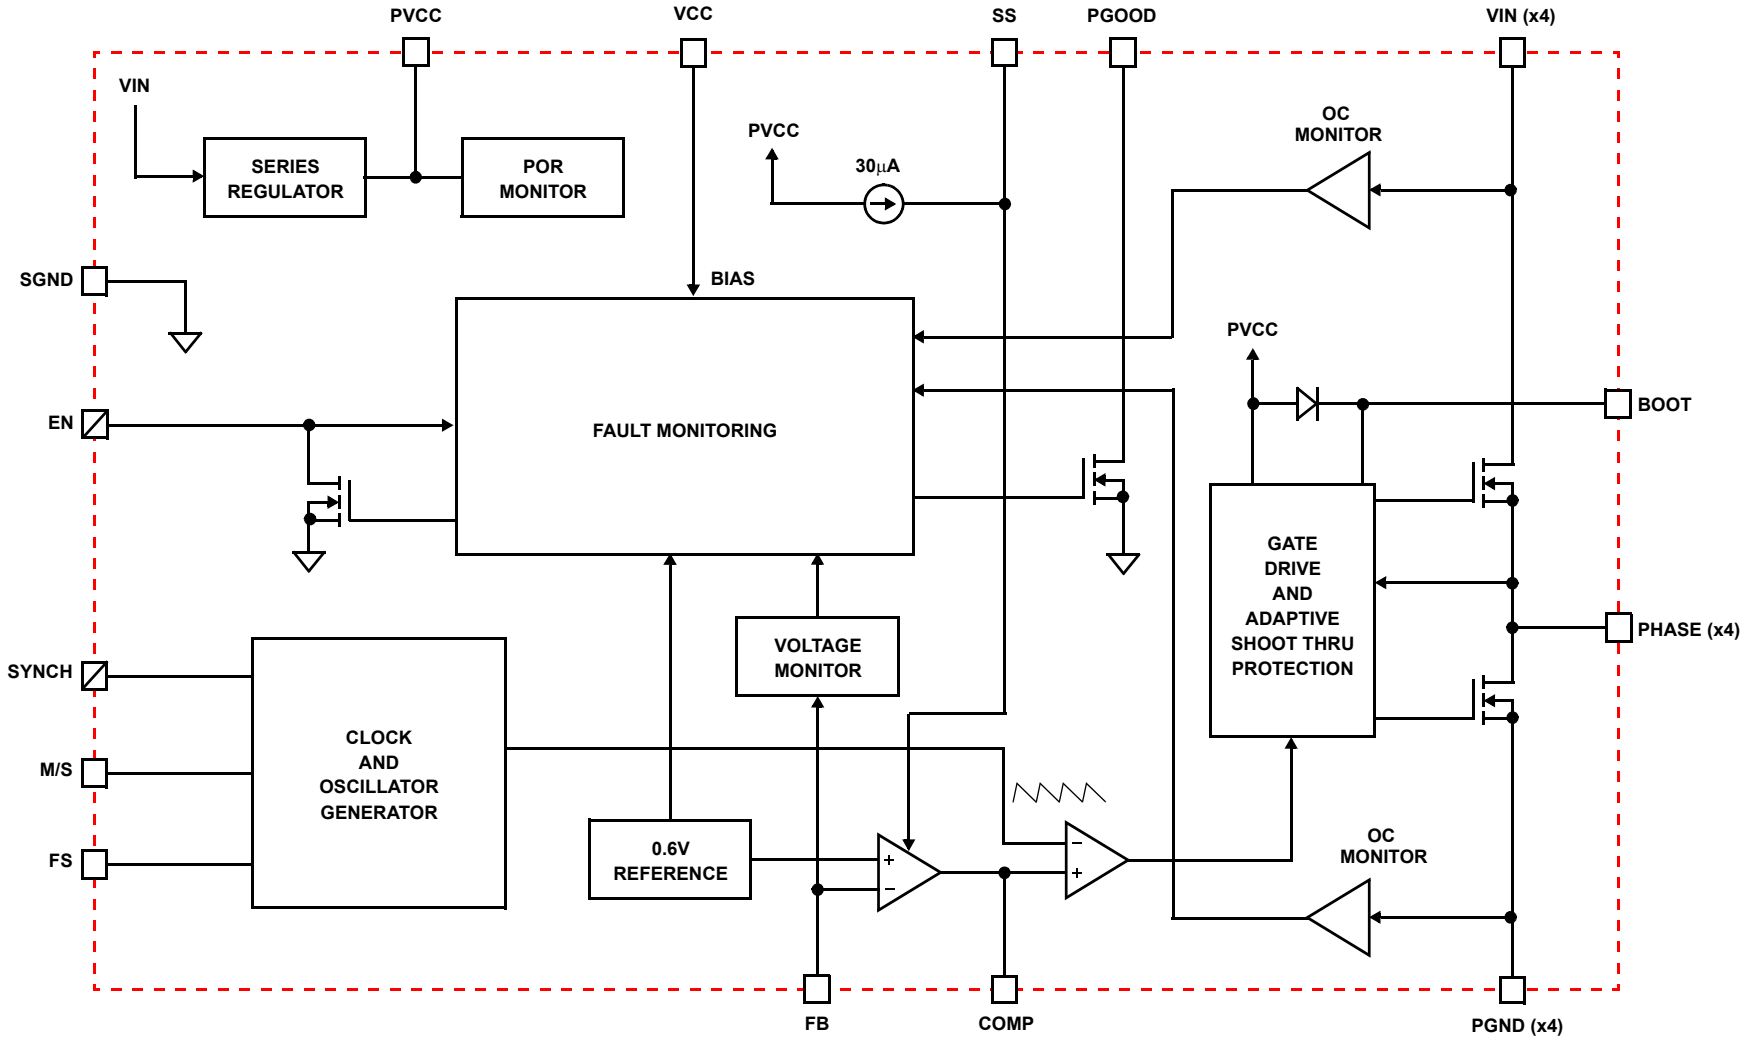 PVCC
VCC
SS
PGOOD
VIN (x4)
VIN
SERIES
REGULATOR
POR
MONITOR
PVCC
30μA
OC
MONITOR
SGND
BIAS
PVCC
BOOT
EN
FAULT MONITORING
GATE
DRIVE
AND
ADAPTIVE
SHOOT THRU
PROTECTION
PHASE (x4)
SYNCH
VOLTAGE
MONITOR
CLOCK
AND
OSCILLATOR
GENERATOR
M/S
FS
0.6V
REFERENCE
+
−
−
+
OC
MONITOR
FB
COMP
PGND (x4)